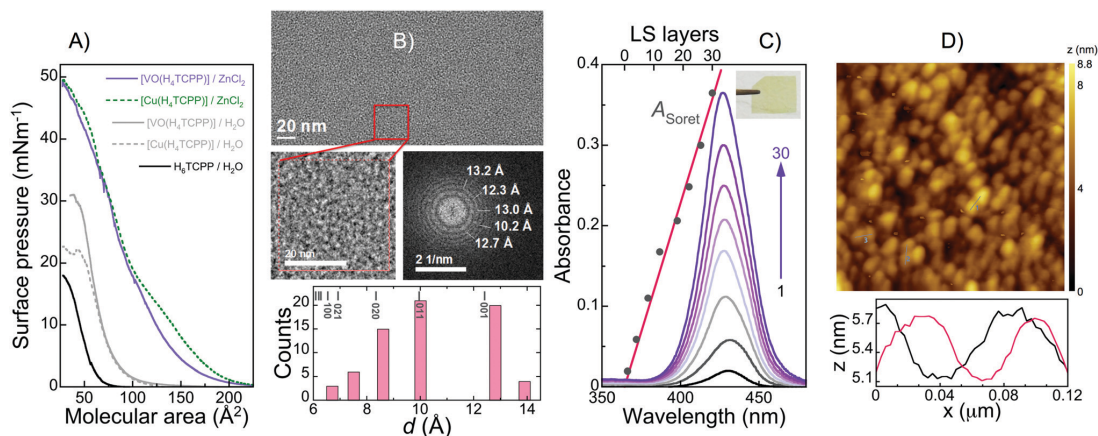 A)
Surface pressure (mNm-1)
50
40
30
20
10
0
[VO(H4TCPP)] / ZnCl2
[Cu(H4TCPP)] / ZnCl2
[VO(H4TCPP)] / H2O
[Cu(H4TCPP)] / H2O
H6TCPP / H2O
50 100 150 200
Molecular area (Å2)
B)
20 nm
20 nm
13.2 Å
12.3 Å
13.0 Å
10.2 Å
12.7 Å
2 1/nm
Counts
20
10
0
100
021
020
011
001
6 8 10 12 14
d (Å)
LS layers
0 10 20 30
C)
Absorbance
0.4
0.3
0.2
0.1
0
ASoret
30
1
350 400 450
Wavelength (nm)
D)
z (nm)
8.8
8
4
0
z (nm)
5.7
5.4
5.1
0 0.04 0.08 0.12
x (μm)